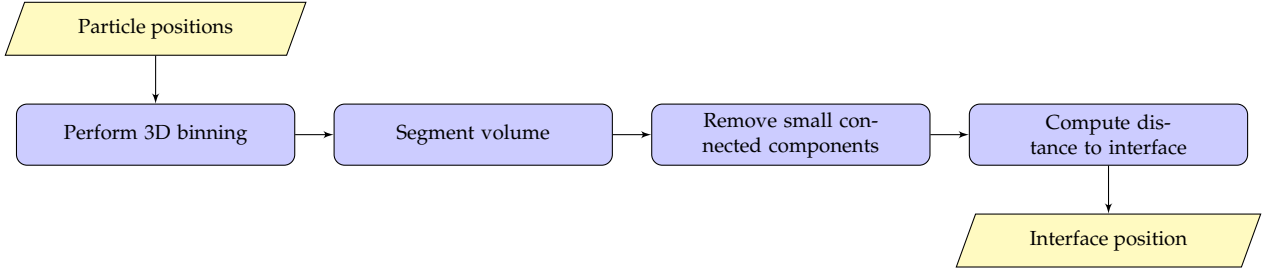 Particle positions
Perform 3D binning
Segment volume
Remove small con-
nected components
Compute dis-
tance to interface
Interface position